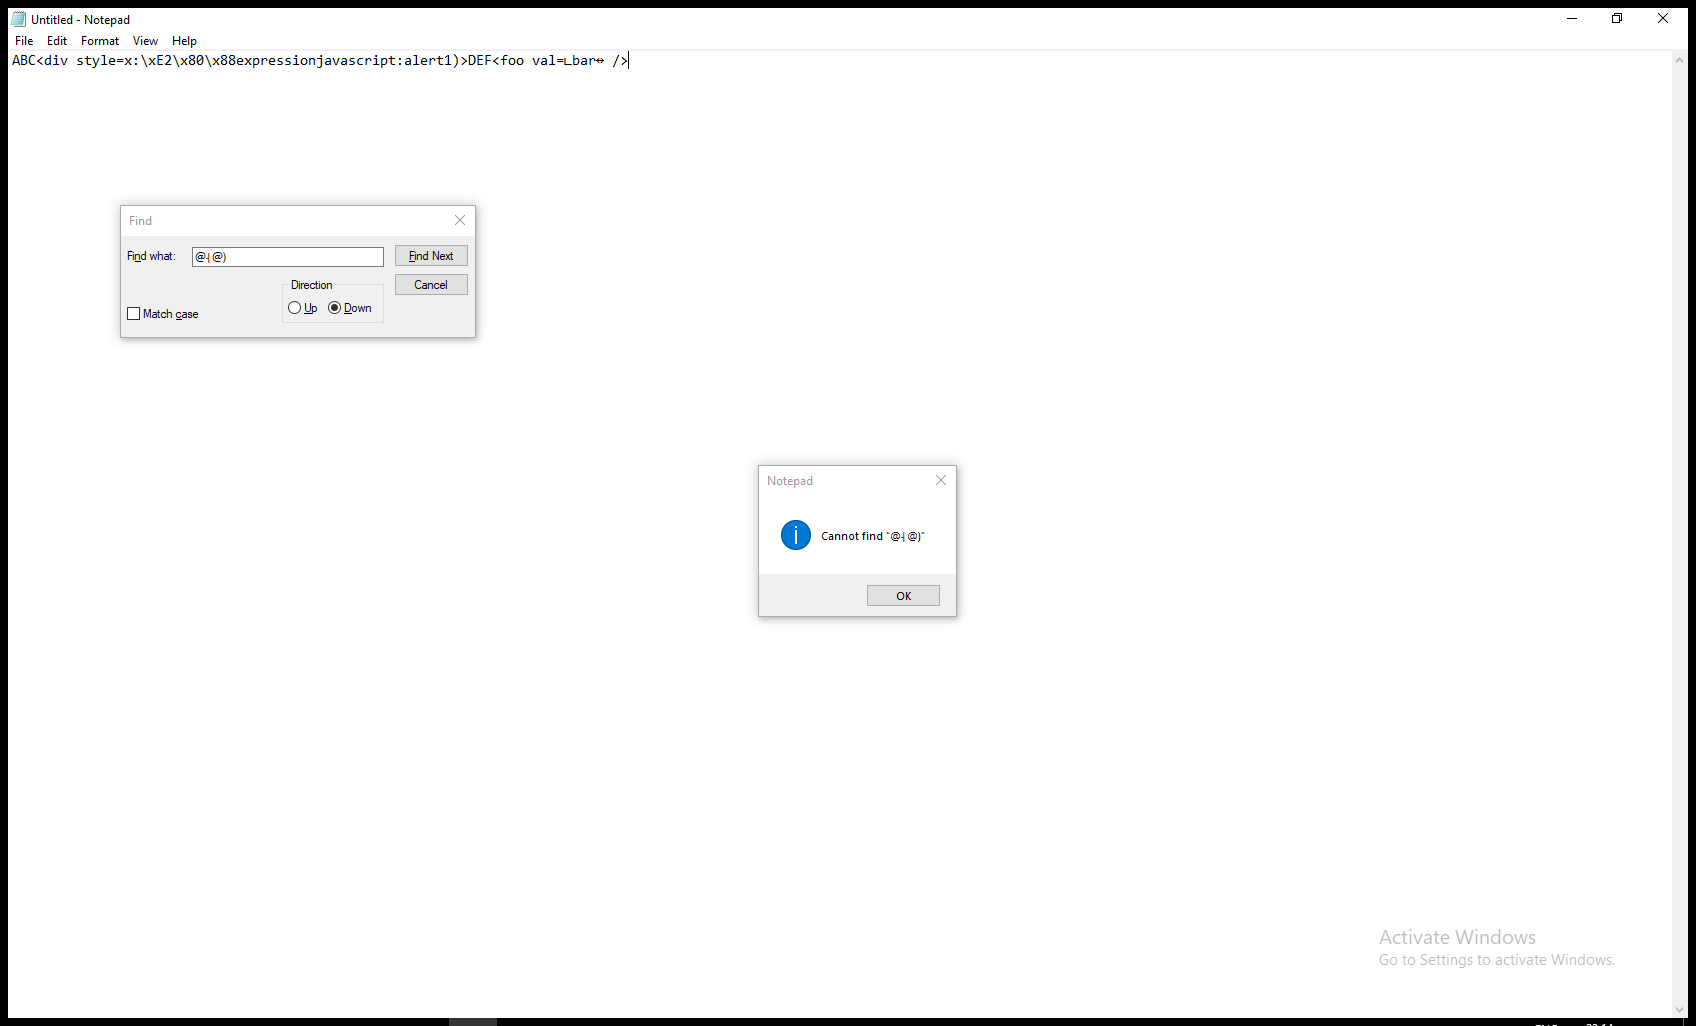 Untitled - Notepad
File Edit Format View Help
ABC<div style=x:\xE2\x80\x88expressionjavascript:alert1)>DEF<foo val=∟bar↔ />
Find
Find what:
Find Next
Direction
Cancel
Up Down
Match case
Notepad
Cannot find
OK
Activate Windows
Go to Settings to activate Windows.